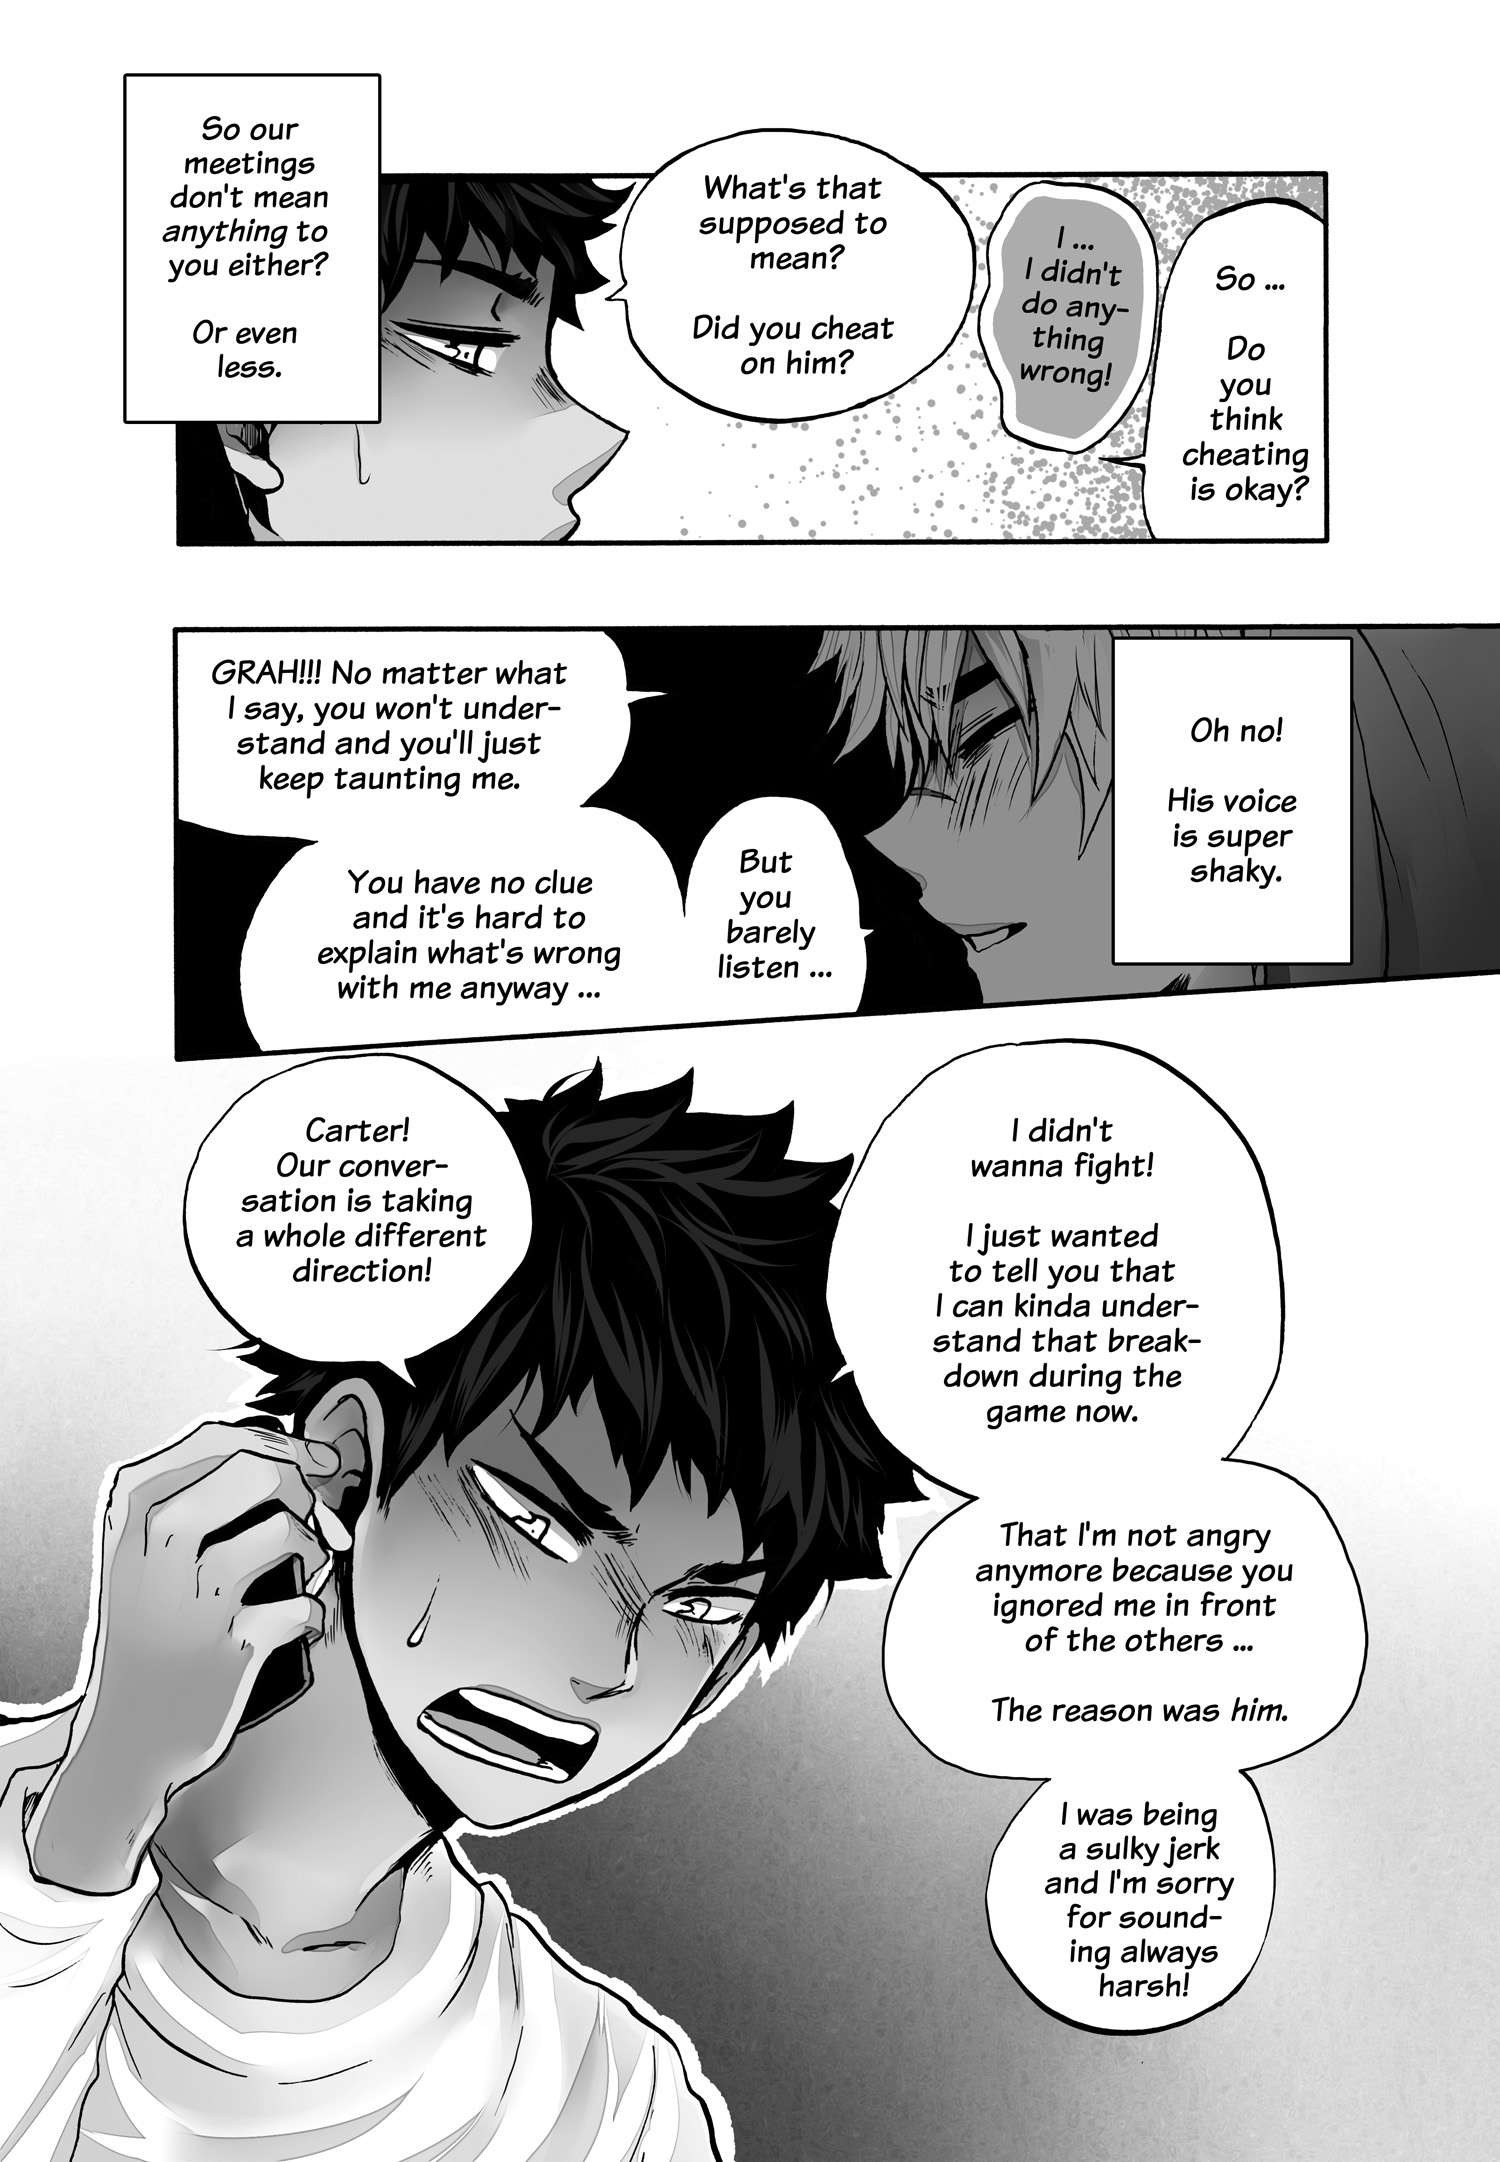 So our
meetings
don't mean
anything to
you either?
Or even
less.
What's that
supposed to
mean?
Did you cheat
on him?
I ...
I didn't
do any-
thing
wrong!
So ...
Do
you
think
cheating
is okay?
GRAH!!! No matter what
I say, you won't under-
stand and you'll just
keep taunting me.
You have no clue
and it's hard to
explain what's wrong
with me anyway ...
But
you
barely
listen ...
Oh no!
His voice
is super
shaky.
Carter!
Our conver-
sation is taking
a whole different
direction!
I didn't
wanna fight!
I just wanted
to tell you that
I can kinda under-
stand that break-
down during the
game now.
That I'm not angry
anymore because you
ignored me in front
of the others ...
The reason was him.
I was being
a sulky jerk
and I'm sorry
for sound-
ing always
harsh!